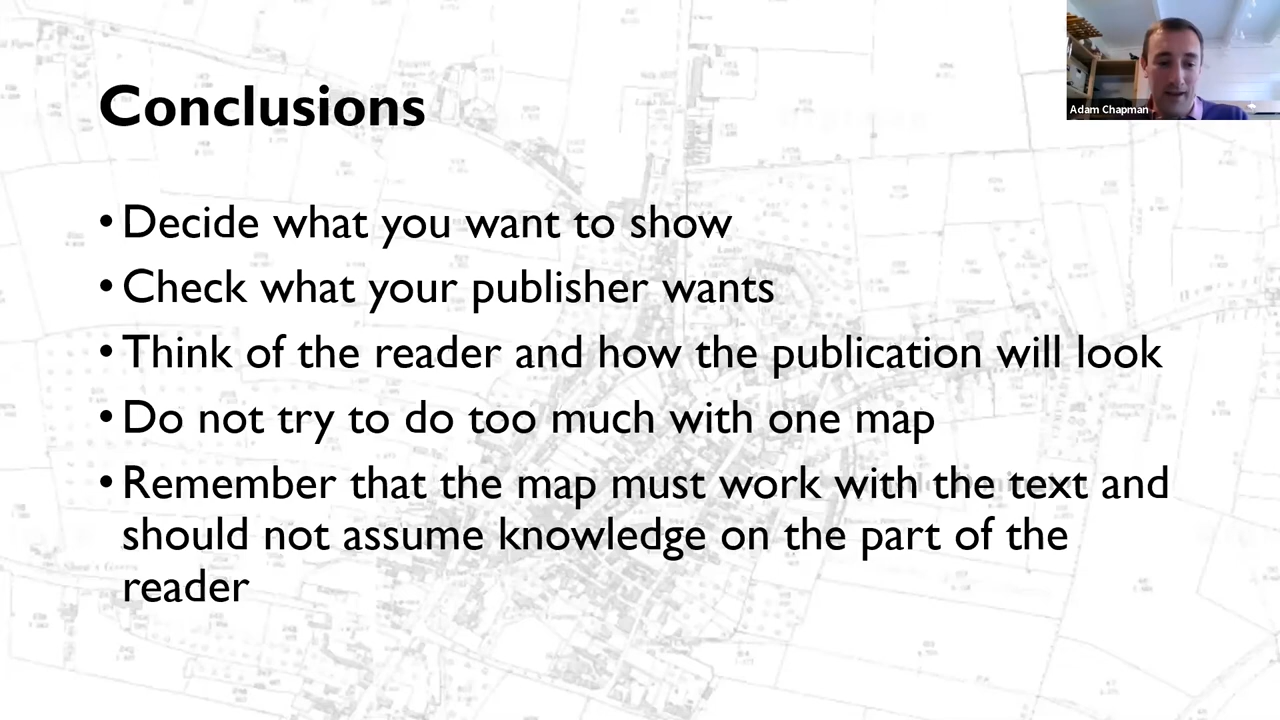 Adam Chapman
Conclusions
• Decide what you want to show
• Check what your publisher wants
• Think of the reader and how the publication will look
• Do not try to do too much with one map
• Remember that the map must work with the text and
should not assume knowledge on the part of the
reader